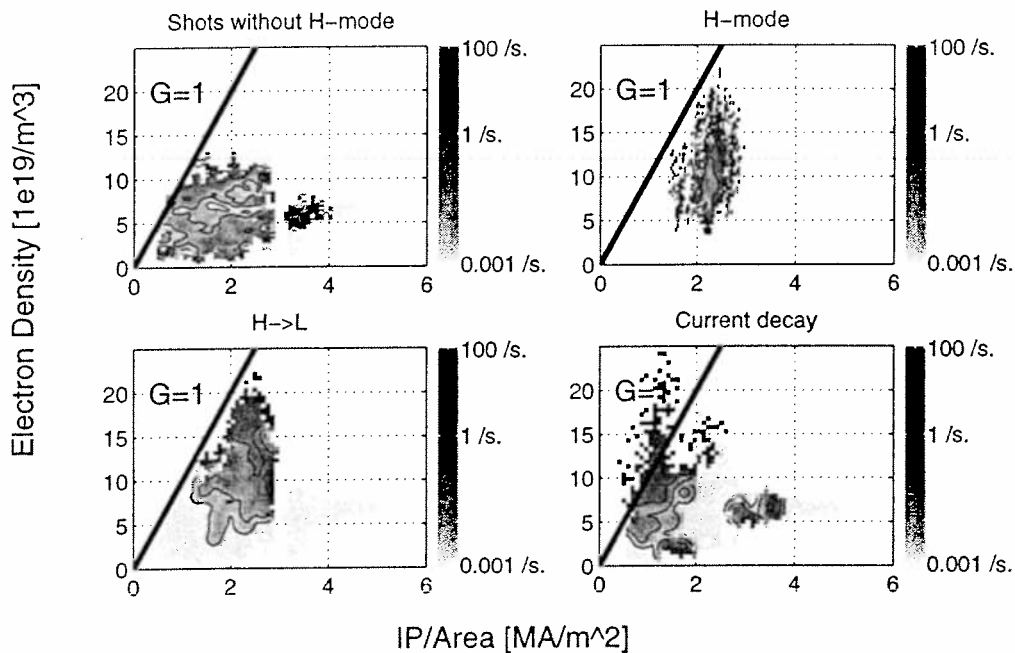 Shots without H-mode
H-mode
Electron Density [1e19/m^3]
20
15
10
5
0
G=1
0
2
4
6
100 /s.
1 /s.
0.001 /s.
20
15
10
5
0
G=1
0
2
4
6
100 /s.
1 /s.
0.001 /s.
H->L
Current decay
20
15
10
5
0
G=1
0
2
4
6
100 /s.
1 /s.
0.001 /s.
20
15
10
5
0
G=
0
2
4
6
100 /s.
1 /s.
0.001 /s.
IP/Area [MA/m^2]